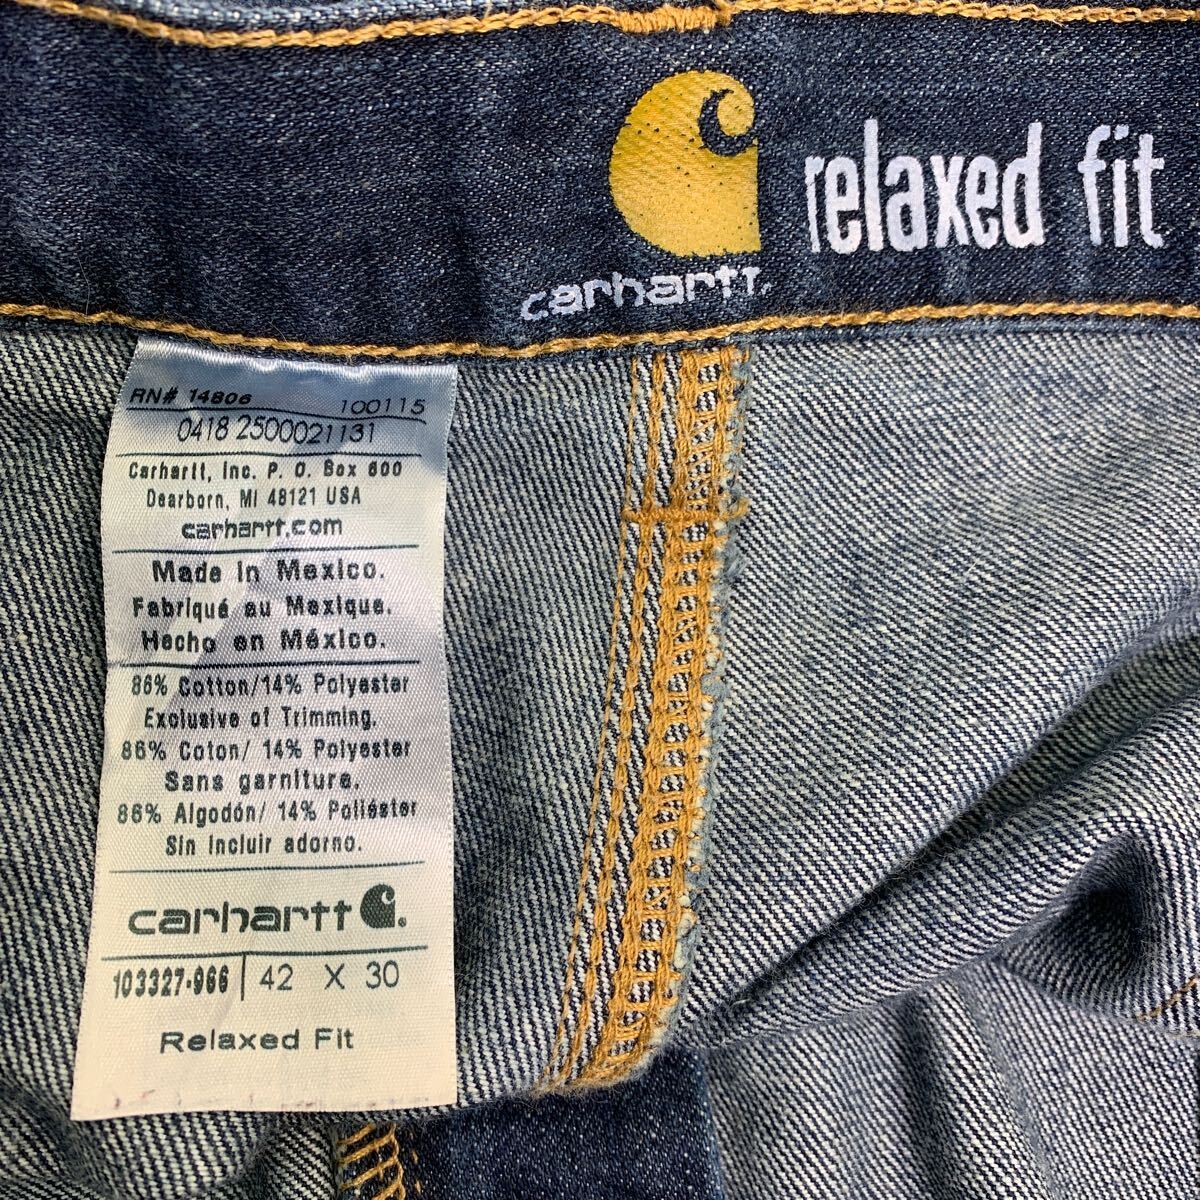 relaxed fit
carhartt.
RN# 14806 100115
0418 2500021131
Carhartt, Inc. P. O. Box 600
Dearborn, MI 48121 USA
carhartt.com
Made in Mexico.
Fabriqué au Mexique.
Hecho en México.
86% Cotton/14% Polyester
Exclusive of Trimming.
86% Coton/ 14% Polyester
Sans garniture.
86% Algodón/ 14% Poliéster
Sin Incluir adorno.
carhartt
103327-966 42 X 30
Relaxed Fit